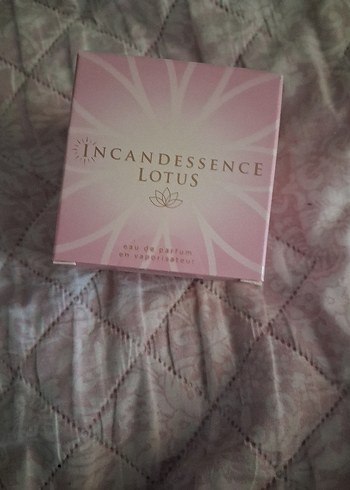 INCANDESSENCE
LOTUS
eau de parfum
en vaporisateur